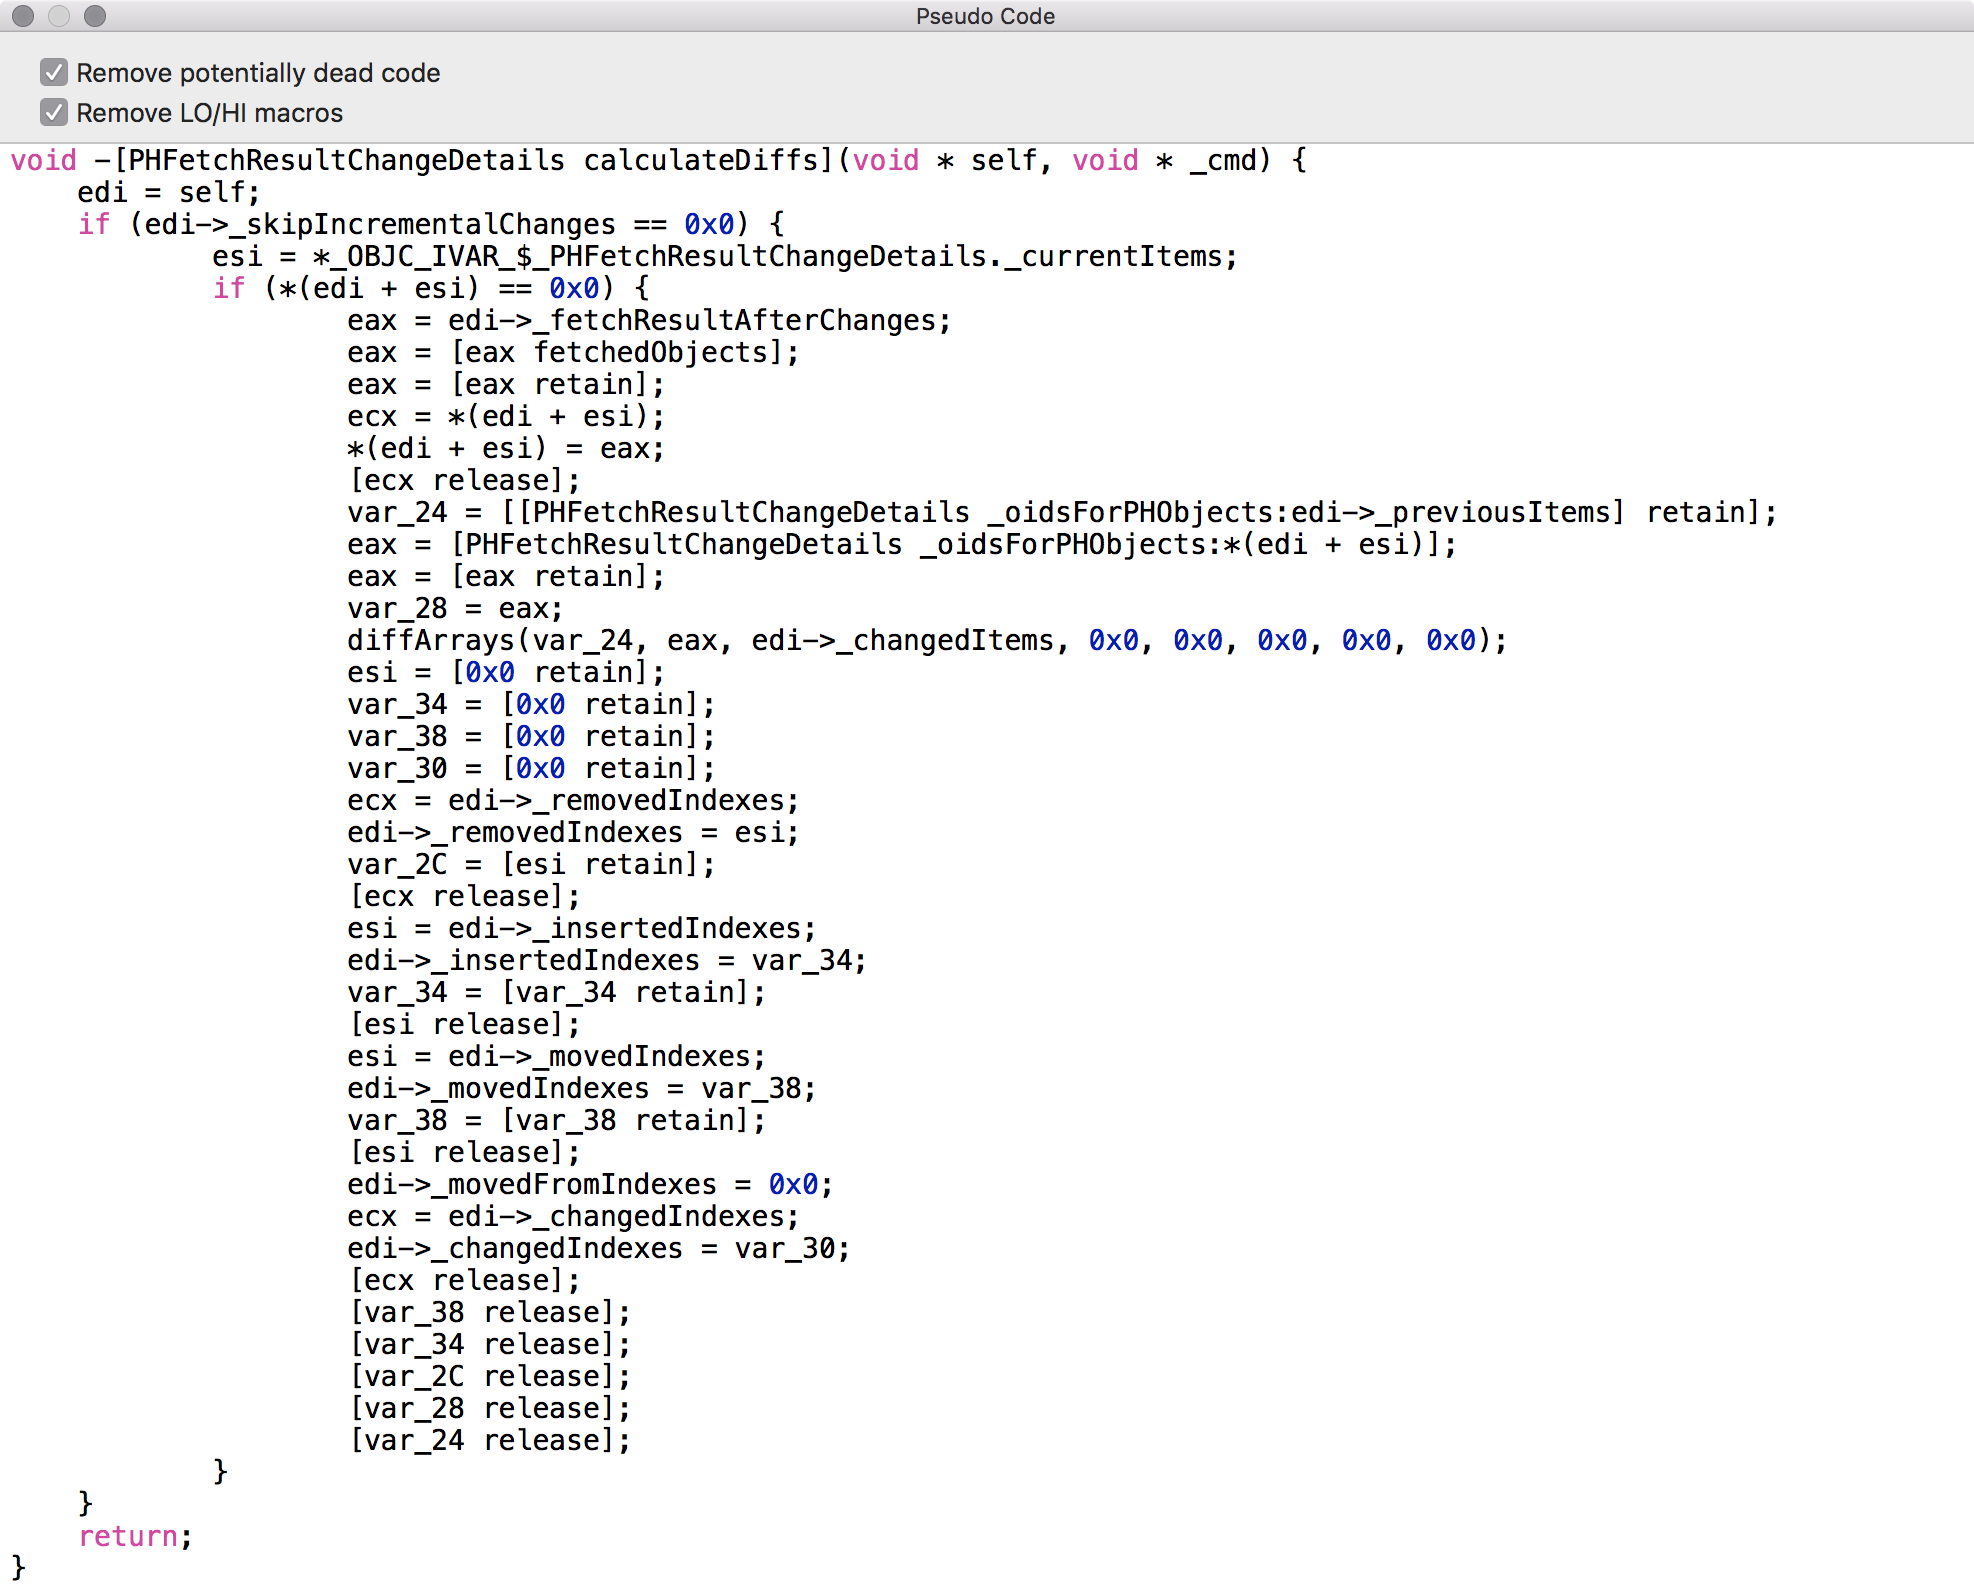 Pseudo Code
Remove potentially dead code
Remove LO/HI macros
void -[PHFetchResultChangeDetails calculateDiffs](void * self, void * _cmd) {
    edi = self;
    if (edi->_skipIncrementalChanges == 0x0) {
            esi = *_OBJC_IVAR_$_PHFetchResultChangeDetails._currentItems;
            if (*(edi + esi) == 0x0) {
                    eax = edi->_fetchResultAfterChanges;
                    eax = [eax fetchedObjects];
                    eax = [eax retain];
                    ecx = *(edi + esi);
                    *(edi + esi) = eax;
                    [ecx release];
                    var_24 = [[PHFetchResultChangeDetails _oidsForPHObjects:edi->_previousItems] retain];
                    eax = [PHFetchResultChangeDetails _oidsForPHObjects:*(edi + esi)];
                    eax = [eax retain];
                    var_28 = eax;
                    diffArrays(var_24, eax, edi->_changedItems, 0x0, 0x0, 0x0, 0x0, 0x0);
                    esi = [0x0 retain];
                    var_34 = [0x0 retain];
                    var_38 = [0x0 retain];
                    var_30 = [0x0 retain];
                    ecx = edi->_removedIndexes;
                    edi->_removedIndexes = esi;
                    var_2C = [esi retain];
                    [ecx release];
                    esi = edi->_insertedIndexes;
                    edi->_insertedIndexes = var_34;
                    var_34 = [var_34 retain];
                    [esi release];
                    esi = edi->_movedIndexes;
                    edi->_movedIndexes = var_38;
                    var_38 = [var_38 retain];
                    [esi release];
                    edi->_movedFromIndexes = 0x0;
                    ecx = edi->_changedIndexes;
                    edi->_changedIndexes = var_30;
                    [ecx release];
                    [var_38 release];
                    [var_34 release];
                    [var_2C release];
                    [var_28 release];
                    [var_24 release];
            }
    }
    return;
}